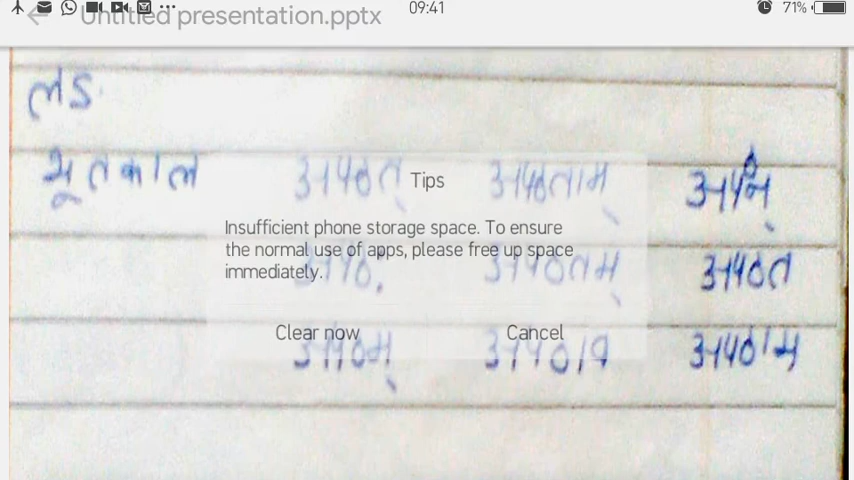 Untitled presentation.pptx
09:41
71%
लङ
भूतकाल अपठत् अपठताम् अपठन्
Tips
Insufficient phone storage space. To ensure
the normal use of apps, please free up space
immediately.
अपठः अपठतम् अपठत
Clear now Cancel
अपठम् अपठाव अपठाम